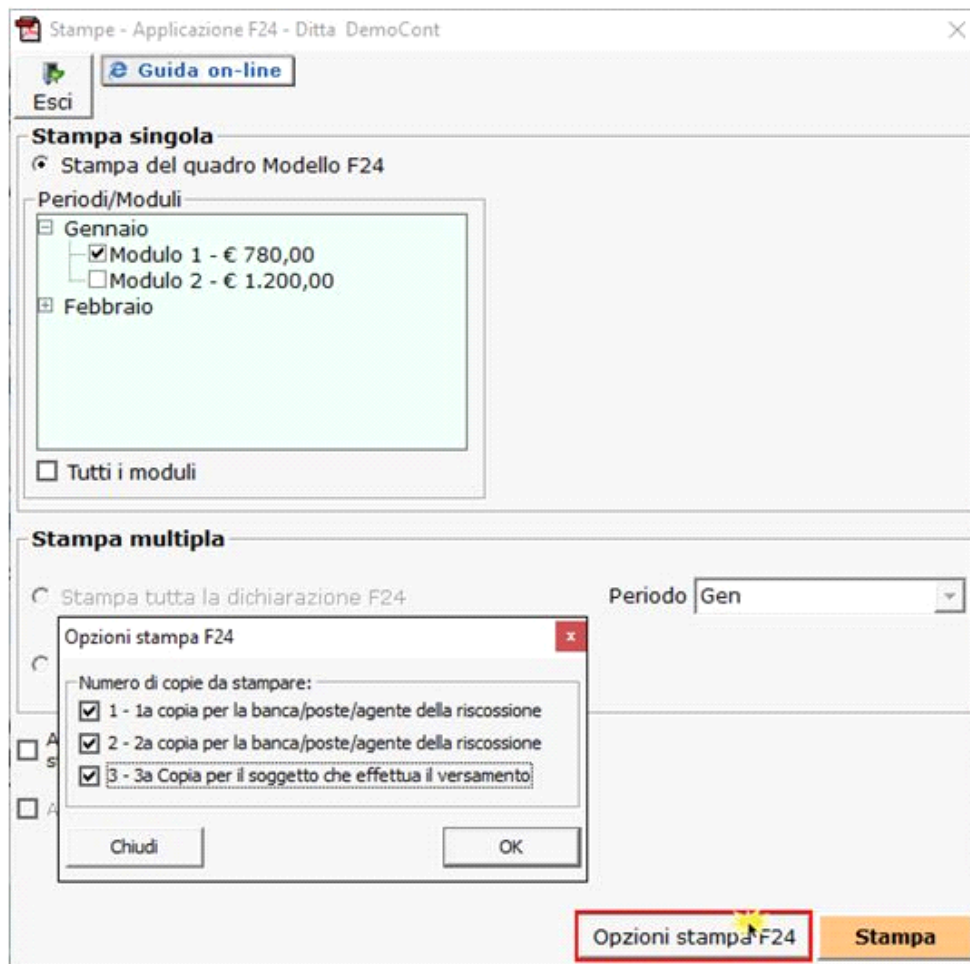 Stampe - Applicazione F24 - Ditta DemoCont
Guida on-line
Esci
Stampa singola
Stampa del quadro Modello F24
Periodi/Moduli
Gennaio
Modulo 1 - € 780,00
Modulo 2 - € 1.200,00
Febbraio
Tutti i moduli
Stampa multipla
Stampa tutta la dichiarazione F24
Periodo Gen
Opzioni stampa F24
Numero di copie da stampare:
1 - 1a copia per la banca/poste/agente della riscossione
2 - 2a copia per la banca/poste/agente della riscossione
3 - 3a Copia per il soggetto che effettua il versamento
Chiudi OK
Opzioni stampa F24 Stampa